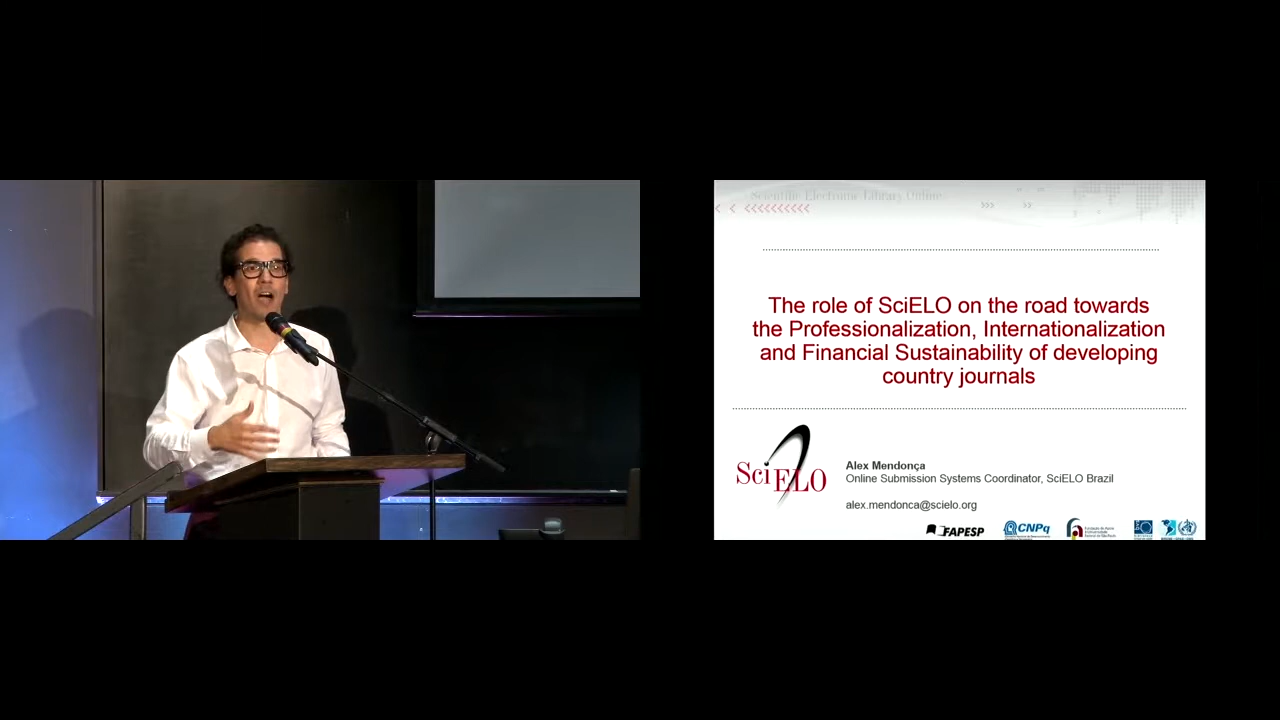 Scientific Electronic Library Online
The role of SciELO on the road towards
the Professionalization, Internationalization
and Financial Sustainability of developing
country journals
SciELO
Alex Mendonça
Online Submission Systems Coordinator, SciELO Brazil
alex.mendonca@scielo.org
FAPESP
CNPq